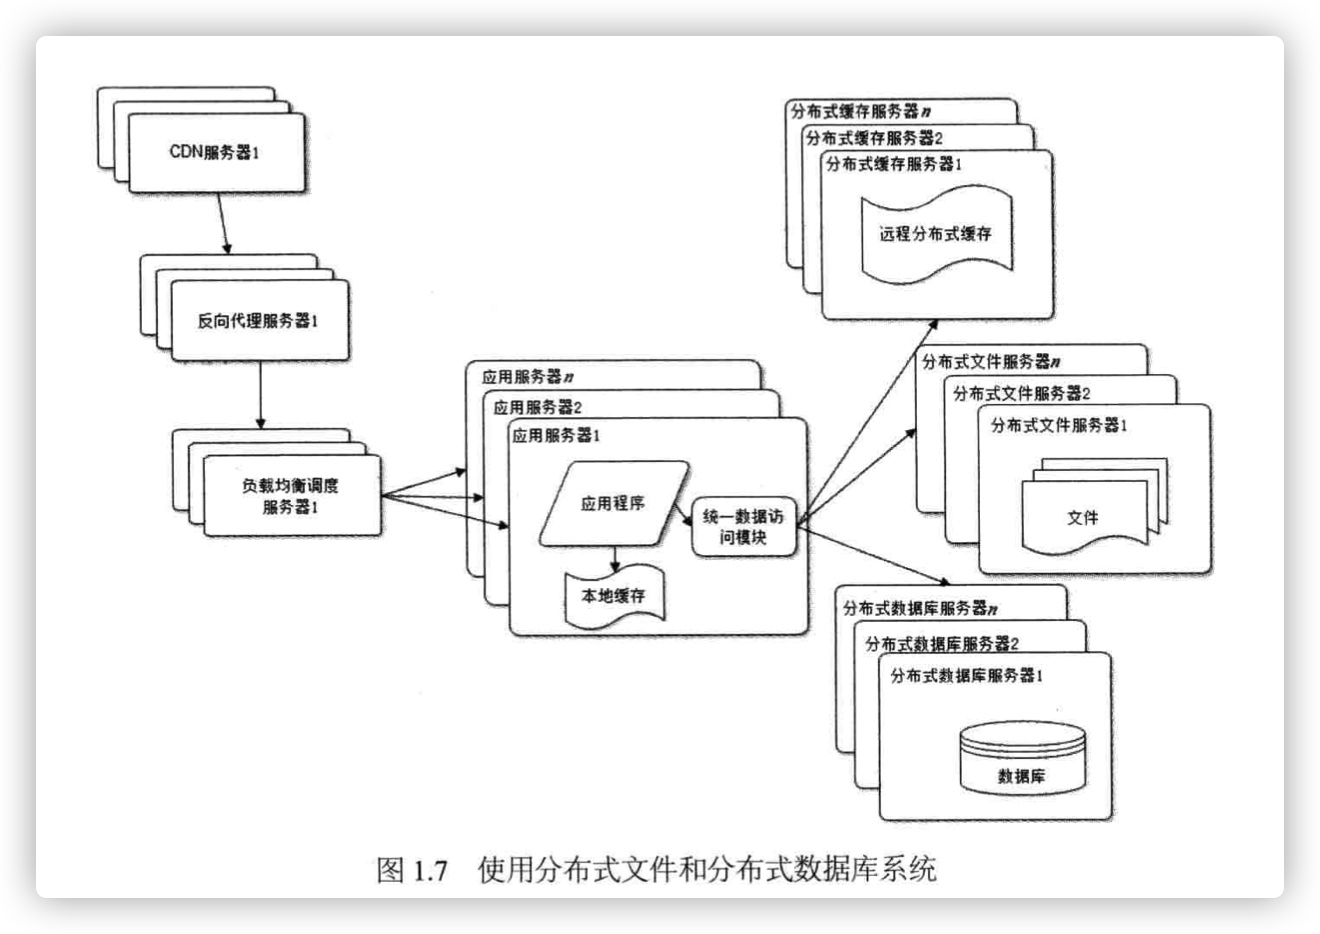 CDN服务器1
反向代理服务器1
负载均衡调度
服务器1
应用服务器n
应用服务器2
应用服务器1
应用程序
统一数据访
问模块
本地缓存
分布式缓存服务器n
分布式缓存服务器2
分布式缓存服务器1
远程分布式缓存
分布式文件服务器n
分布式文件服务器2
分布式文件服务器1
文件
分布式数据库服务器n
分布式数据库服务器2
分布式数据库服务器1
数据库
图 1.7 使用分布式文件和分布式数据库系统